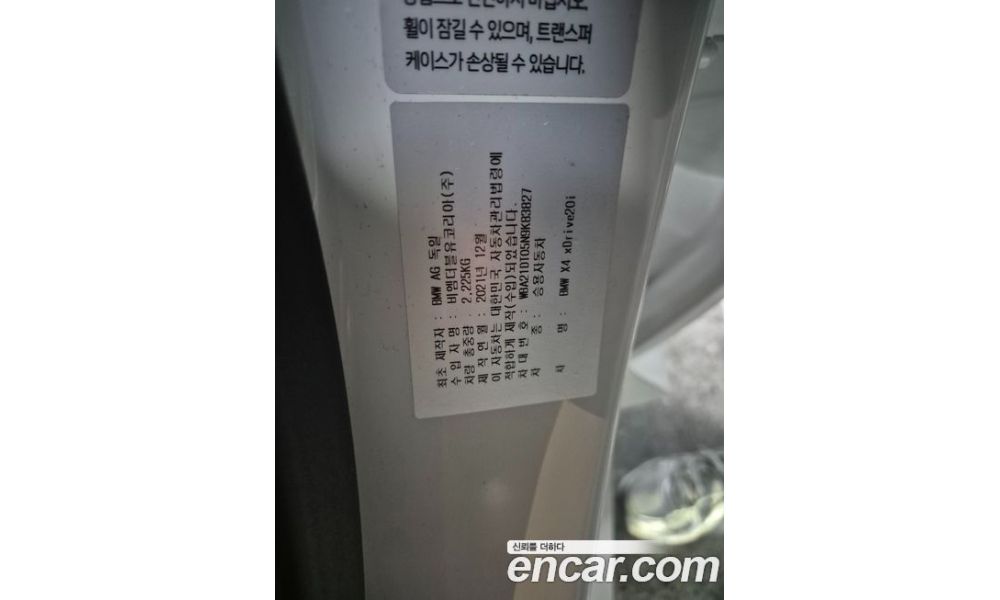 휠이 잠길 수 있으며, 트랜스퍼
케이스가 손상될 수 있습니다.
최초 제작자 : BMW AG 독일
수 입 자 명 : 비엠더블유코리아(주)
차량 총중량 : 2,225KG
제 작 연 월 : 2021년 12월
이 자동차는 대한민국 자동차관리법령에
적합하게 제작(수입)되었습니다.
차 대 번 호 : WBA21DT05N9K83827
차 종 : 승용자동차
차 명 : BMW X4 xDrive20i
신뢰를 더하다
encar.com